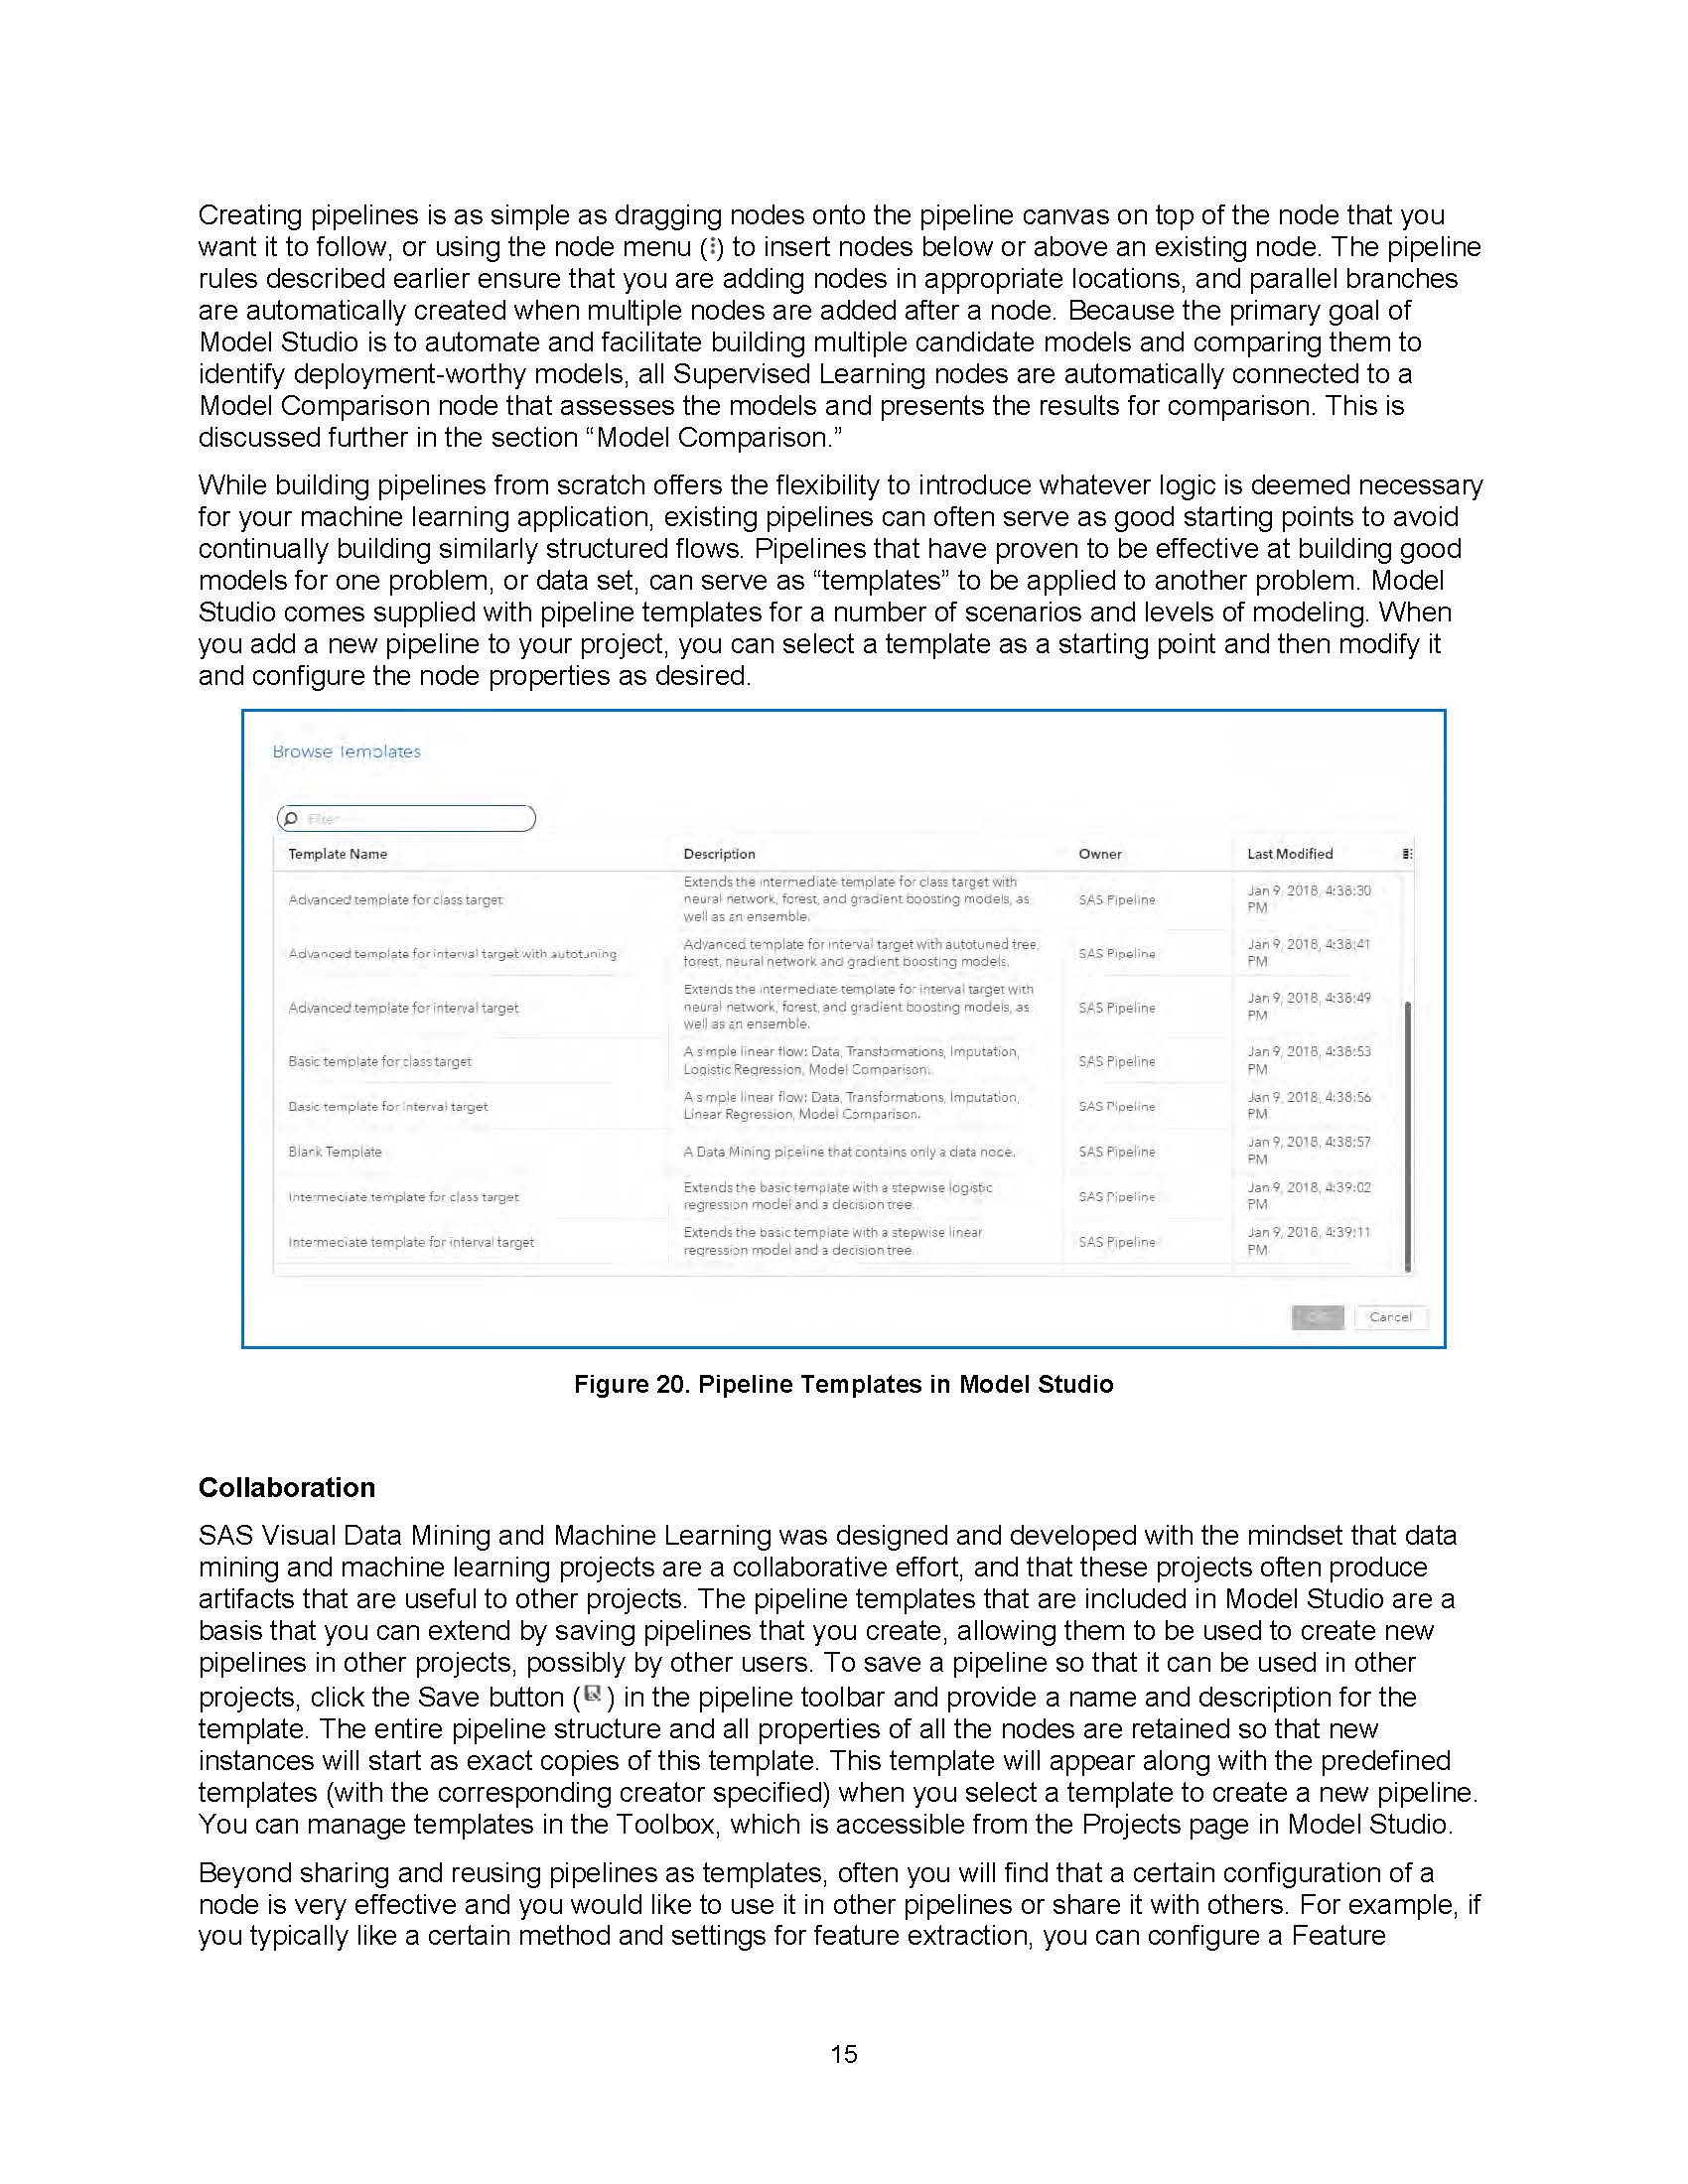 Creating pipelines is as simple as dragging nodes onto the pipeline canvas on top of the node that you
want it to follow, or using the node menu (⋮) to insert nodes below or above an existing node. The pipeline
rules described earlier ensure that you are adding nodes in appropriate locations, and parallel branches
are automatically created when multiple nodes are added after a node. Because the primary goal of
Model Studio is to automate and facilitate building multiple candidate models and comparing them to
identify deployment-worthy models, all Supervised Learning nodes are automatically connected to a
Model Comparison node that assesses the models and presents the results for comparison. This is
discussed further in the section “Model Comparison.”
While building pipelines from scratch offers the flexibility to introduce whatever logic is deemed necessary
for your machine learning application, existing pipelines can often serve as good starting points to avoid
continually building similarly structured flows. Pipelines that have proven to be effective at building good
models for one problem, or data set, can serve as “templates” to be applied to another problem. Model
Studio comes supplied with pipeline templates for a number of scenarios and levels of modeling. When
you add a new pipeline to your project, you can select a template as a starting point and then modify it
and configure the node properties as desired.
Browse Templates
Filter
Template Name Description Owner Last Modified
Advanced template for class target Extends the intermediate template for class target with SAS Pipeline Jan 9, 2018, 4:38:30
neural network, forest, and gradient boosting models, as PM
well as an ensemble.
Advanced template for interval target with autotuning Advanced template for interval target with autotuned tree, SAS Pipeline Jan 9, 2018, 4:38:41
forest, neural network and gradient boosting models. PM
Advanced template for interval target Extends the intermediate template for interval target with SAS Pipeline Jan 9, 2018, 4:38:49
neural network, forest, and gradient boosting models, as PM
well as an ensemble.
Basic template for class target A simple linear flow: Data, Transformations, Imputation, SAS Pipeline Jan 9, 2018, 4:38:53
Logistic Regression, Model Comparison. PM
Basic template for interval target A simple linear flow: Data, Transformations, Imputation, SAS Pipeline Jan 9, 2018, 4:38:56
Linear Regression, Model Comparison. PM
Blank Template A Data Mining pipeline that contains only a data node. SAS Pipeline Jan 9, 2018, 4:38:57
PM
Intermediate template for class target Extends the basic template with a stepwise logistic SAS Pipeline Jan 9, 2018, 4:39:02
regression model and a decision tree. PM
Intermediate template for interval target Extends the basic template with a stepwise linear SAS Pipeline Jan 9, 2018, 4:39:11
regression model and a decision tree. PM
Cancel
Figure 20. Pipeline Templates in Model Studio
Collaboration
SAS Visual Data Mining and Machine Learning was designed and developed with the mindset that data
mining and machine learning projects are a collaborative effort, and that these projects often produce
artifacts that are useful to other projects. The pipeline templates that are included in Model Studio are a
basis that you can extend by saving pipelines that you create, allowing them to be used to create new
pipelines in other projects, possibly by other users. To save a pipeline so that it can be used in other
projects, click the Save button ( ) in the pipeline toolbar and provide a name and description for the
template. The entire pipeline structure and all properties of all the nodes are retained so that new
instances will start as exact copies of this template. This template will appear along with the predefined
templates (with the corresponding creator specified) when you select a template to create a new pipeline.
You can manage templates in the Toolbox, which is accessible from the Projects page in Model Studio.
Beyond sharing and reusing pipelines as templates, often you will find that a certain configuration of a
node is very effective and you would like to use it in other pipelines or share it with others. For example, if
you typically like a certain method and settings for feature extraction, you can configure a Feature
15